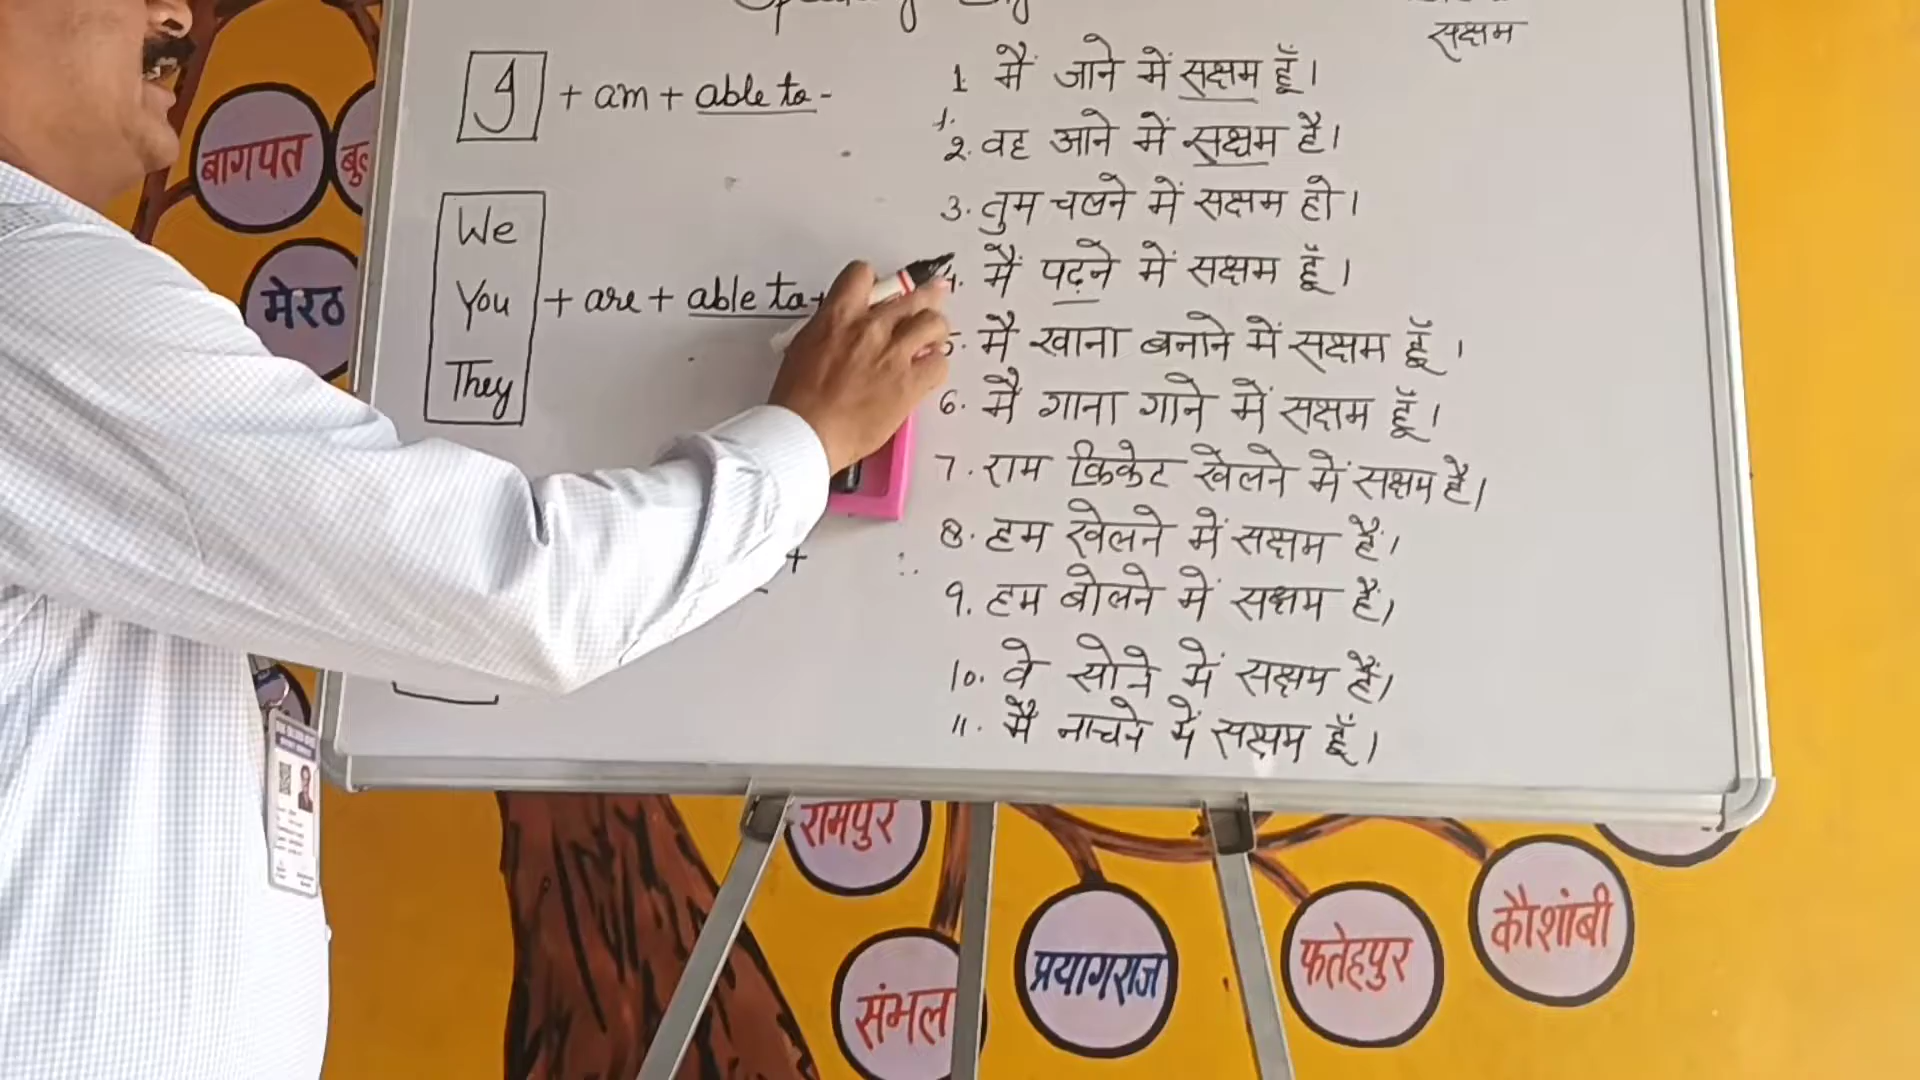 सक्षम
I + am + able to -
We
You + are + able to +
They
+
1. मैं जाने में सक्षम हूँ।
2. वह आने में सक्षम है।
3. तुम चलने में सक्षम हो।
4. मैं पढ़ने में सक्षम हूँ।
5. मै खाना बनाने में सक्षम हूँ।
6. मै गाना गाने में सक्षम हूँ।
7. राम क्रिकेट खेलने में सक्षम है।
8. हम खेलने में सक्षम हैं।
9. हम बोलने में सक्षम हैं।
10. वे सोने में सक्षम हैं।
11. मै नाचने में सक्षम हूँ।
बागपत
मेरठ
रामपुर
संभल
प्रयागराज
फतेहपुर
कौशांबी